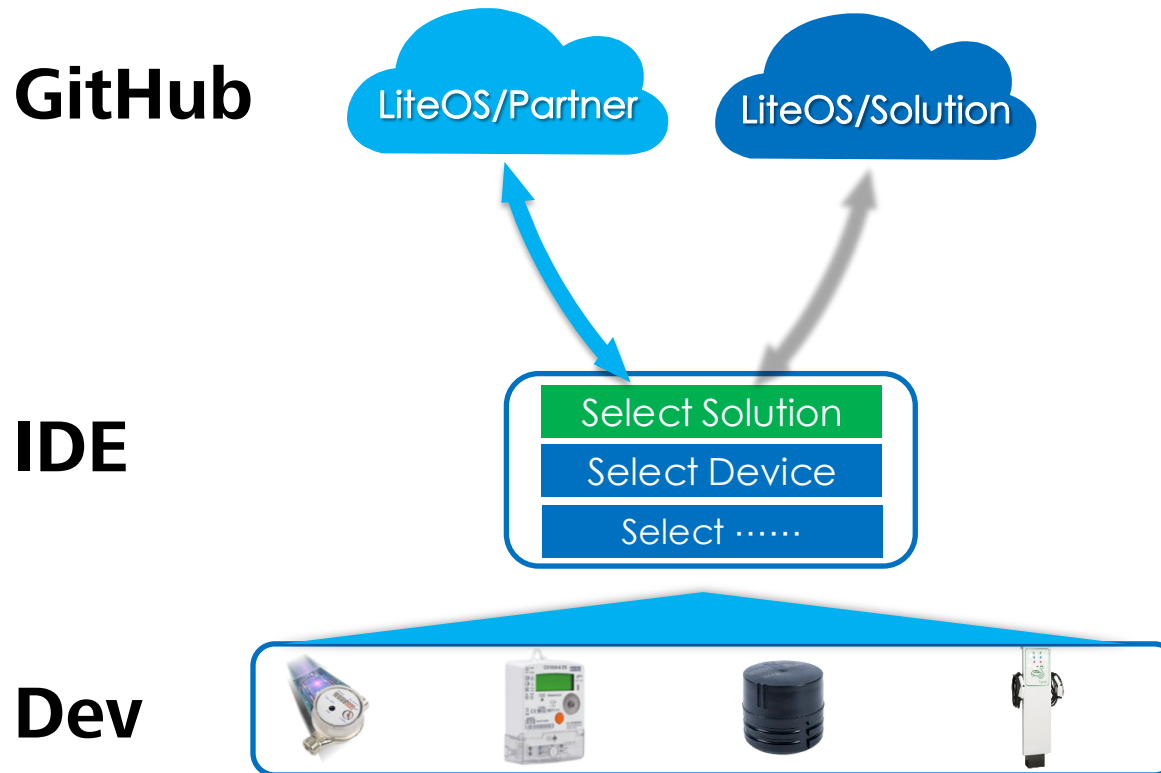 GitHub
LiteOS/Partner
LiteOS/Solution
IDE
Select Solution
Select Device
Select ······
Dev